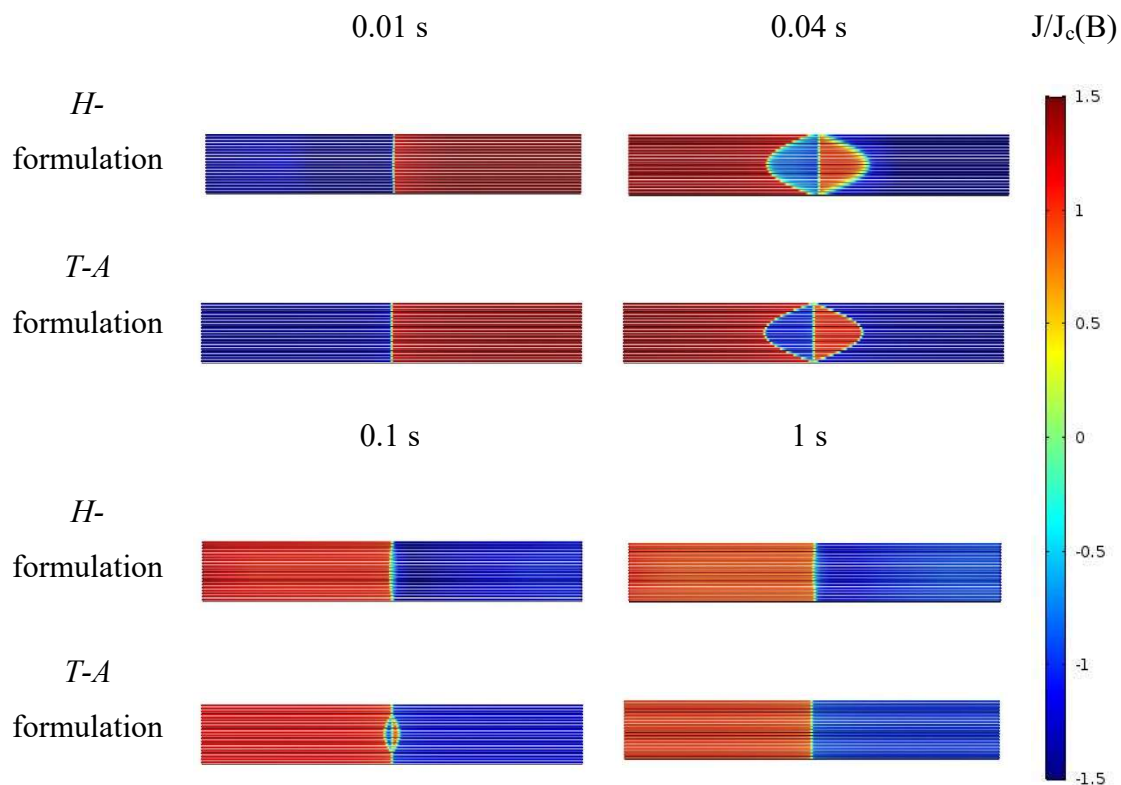 0.01 s 0.04 s J/Jc(B)
H-
formulation
T-A
formulation
0.1 s 1 s
H-
formulation
T-A
formulation
1.5
1
0.5
0
-0.5
-1
-1.5